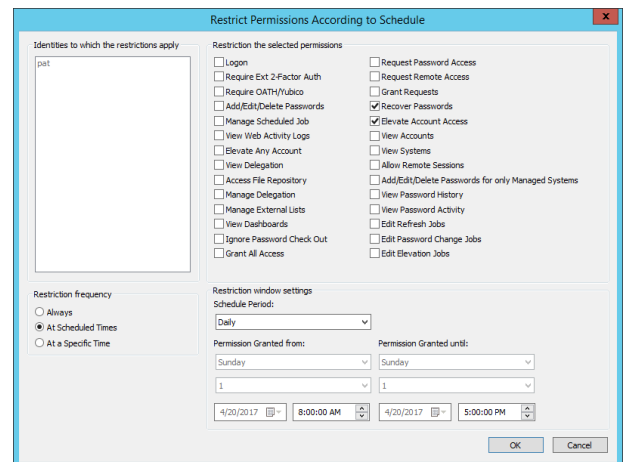 Restrict Permissions According to Schedule
x
Identities to which the restrictions apply
pat
Restriction the selected permissions
Logon
Require Ext 2-Factor Auth
Require OATH/Yubico
Add/Edit/Delete Passwords
Manage Scheduled Job
View Web Activity Logs
Elevate Any Account
View Delegation
Access File Repository
Manage Delegation
Manage External Lists
View Dashboards
Ignore Password Check Out
Grant All Access
Request Password Access
Request Remote Access
Grant Requests
Recover Passwords
Elevate Account Access
View Accounts
View Systems
Allow Remote Sessions
Add/Edit/Delete Passwords for only Managed Systems
View Password History
View Password Activity
Edit Refresh Jobs
Edit Password Change Jobs
Edit Elevation Jobs
Restriction frequency
Always
At Scheduled Times
At a Specific Time
Restriction window settings
Schedule Period:
Daily
Permission Granted from: Permission Granted until:
Sunday Sunday
1 1
4/20/2017 8:00:00 AM 4/20/2017 5:00:00 PM
OK Cancel